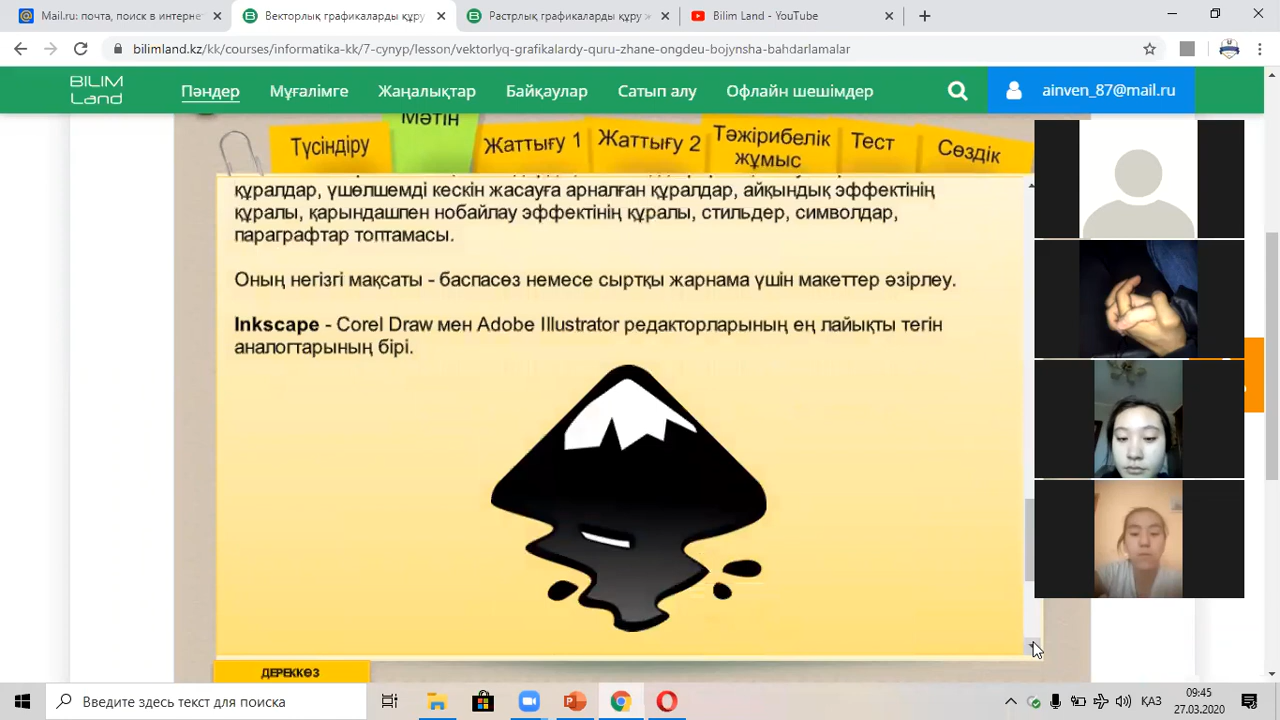 Mail.ru: почта, поиск в интерне
Векторлық графикаларды құру
Растрлық графикаларды құру ж
Bilim Land - YouTube
bilimland.kz/kk/courses/informatika-kk/7-synyp/lesson/vektorlyq-grafikalardy-quru-zhane-ongdeu-bojynsha-bahdarlamalar
BILIM
Land
Пәндер
Мұғалімге
Жаңалықтар
Байқаулар
Сатып алу
Офлайн шешімдер
ainven_87@mail.ru
Түсіндіру
Мәтін
Жаттығу 1
Жаттығу 2
Тәжірибелік
жұмыс
Тест
Сөздік
құралдар, үшөлшемді кескін жасауға арналған құралдар, айқындық эффектінің
құралы, қарындашпен нобайлау эффектінің құралы, стильдер, символдар,
параграфтар топтамасы.
Оның негізгі мақсаты - баспасөз немесе сыртқы жарнама үшін макеттер әзірлеу.
Inkscape - Corel Draw мен Adobe Illustrator редакторларының ең лайықты тегін
аналогтарының бірі.
ДЕРЕККӨЗ
Введите здесь текст для поиска
КАЗ
09:45
27.03.2020